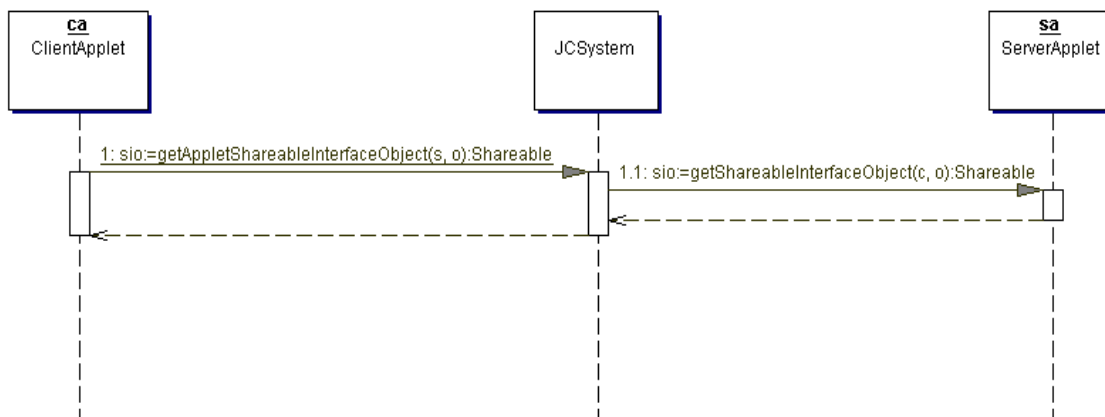 ca
ClientApplet
JCSystem
sa
ServerApplet
1: sio:=getAppletShareableInterfaceObject(s, o):Shareable
1.1: sio:=getShareableInterfaceObject(c, o):Shareable